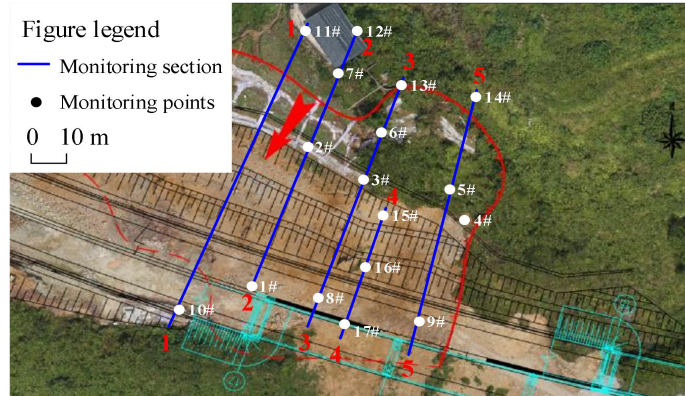 Figure legend
Monitoring section
Monitoring points
0 10 m
1 11# 12#
2
7# 3
13# 5
14#
6#
2#
3# 5#
4
15# 4#
16#
1#
2
10# 8# 9#
17#
1 3 4 5